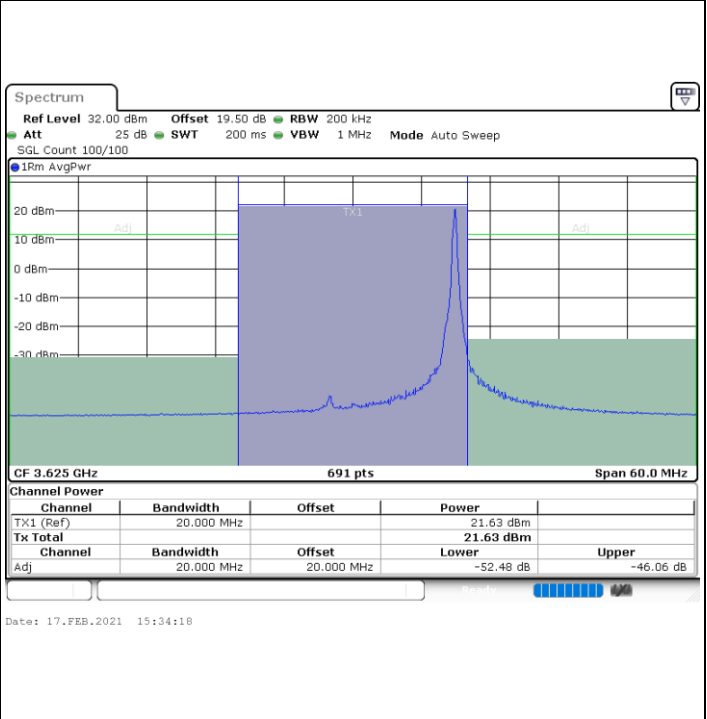 Spectrum
Ref Level 32.00 dBm Offset 19.50 dB RBW 200 kHz
Att 25 dB SWT 200 ms VBW 1 MHz Mode Auto Sweep
SGL Count 100/100
1Rm AvgPwr
20 dBm
TX1
Adj Adj
10 dBm
0 dBm
-10 dBm
-20 dBm
-30 dBm
CF 3.625 GHz 691 pts Span 60.0 MHz
Channel Power
Channel Bandwidth Offset Power
TX1 (Ref) 20.000 MHz 21.63 dBm
Tx Total 21.63 dBm
Channel Bandwidth Offset Lower Upper
Adj 20.000 MHz 20.000 MHz -52.48 dB -46.06 dB
Ready
Date: 17.FEB.2021 15:34:18